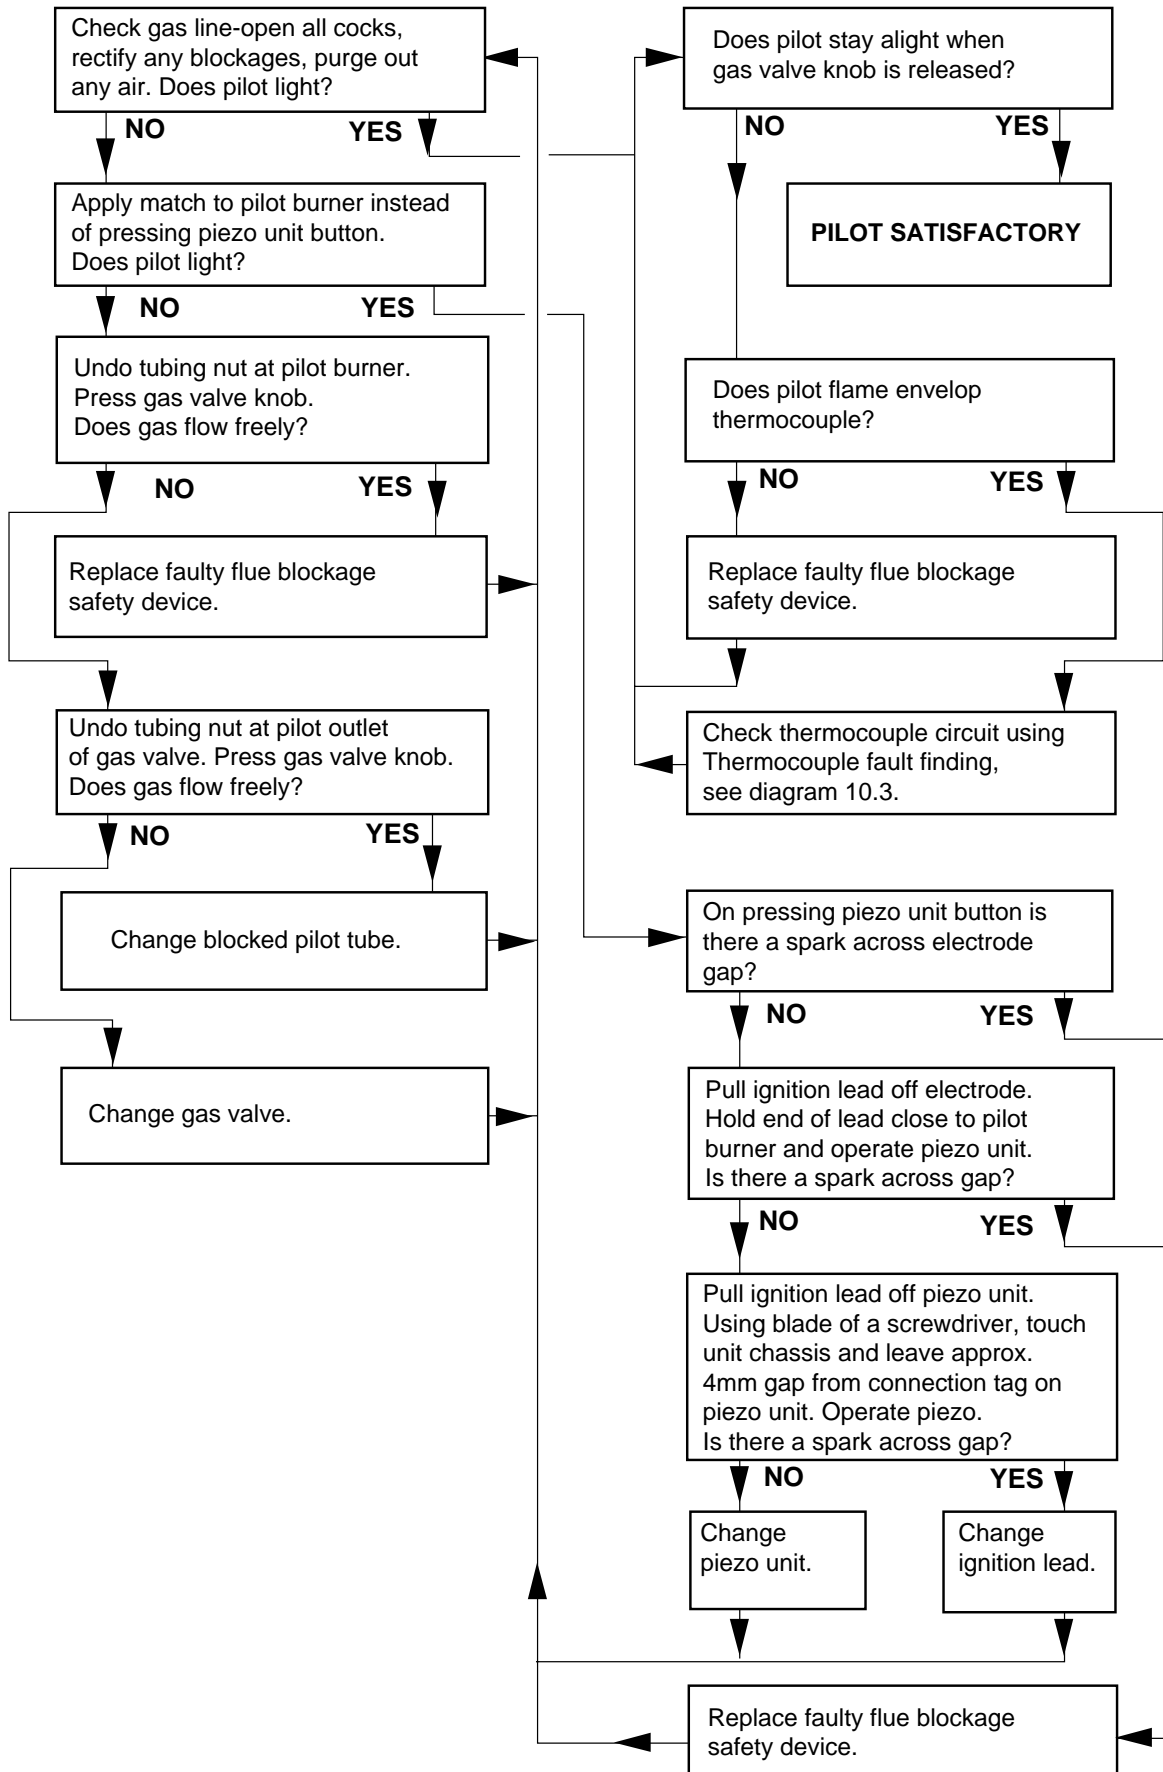 Check gas line-open all cocks,
rectify any blockages, purge out
any air. Does pilot light?
NO
YES
Apply match to pilot burner instead
of pressing piezo unit button.
Does pilot light?
NO
YES
Undo tubing nut at pilot burner.
Press gas valve knob.
Does gas flow freely?
NO
YES
Replace faulty flue blockage
safety device.
Undo tubing nut at pilot outlet
of gas valve. Press gas valve knob.
Does gas flow freely?
NO
YES
Change blocked pilot tube.
Change gas valve.
Does pilot stay alight when
gas valve knob is released?
NO
YES
PILOT SATISFACTORY
Does pilot flame envelop
thermocouple?
NO
YES
Replace faulty flue blockage
safety device.
Check thermocouple circuit using
Thermocouple fault finding,
see diagram 10.3.
On pressing piezo unit button is
there a spark across electrode
gap?
NO
YES
Pull ignition lead off electrode.
Hold end of lead close to pilot
burner and operate piezo unit.
Is there a spark across gap?
NO
YES
Pull ignition lead off piezo unit.
Using blade of a screwdriver, touch
unit chassis and leave approx.
4mm gap from connection tag on
piezo unit. Operate piezo.
Is there a spark across gap?
NO
YES
Change
piezo unit.
Change
ignition lead.
Replace faulty flue blockage
safety device.